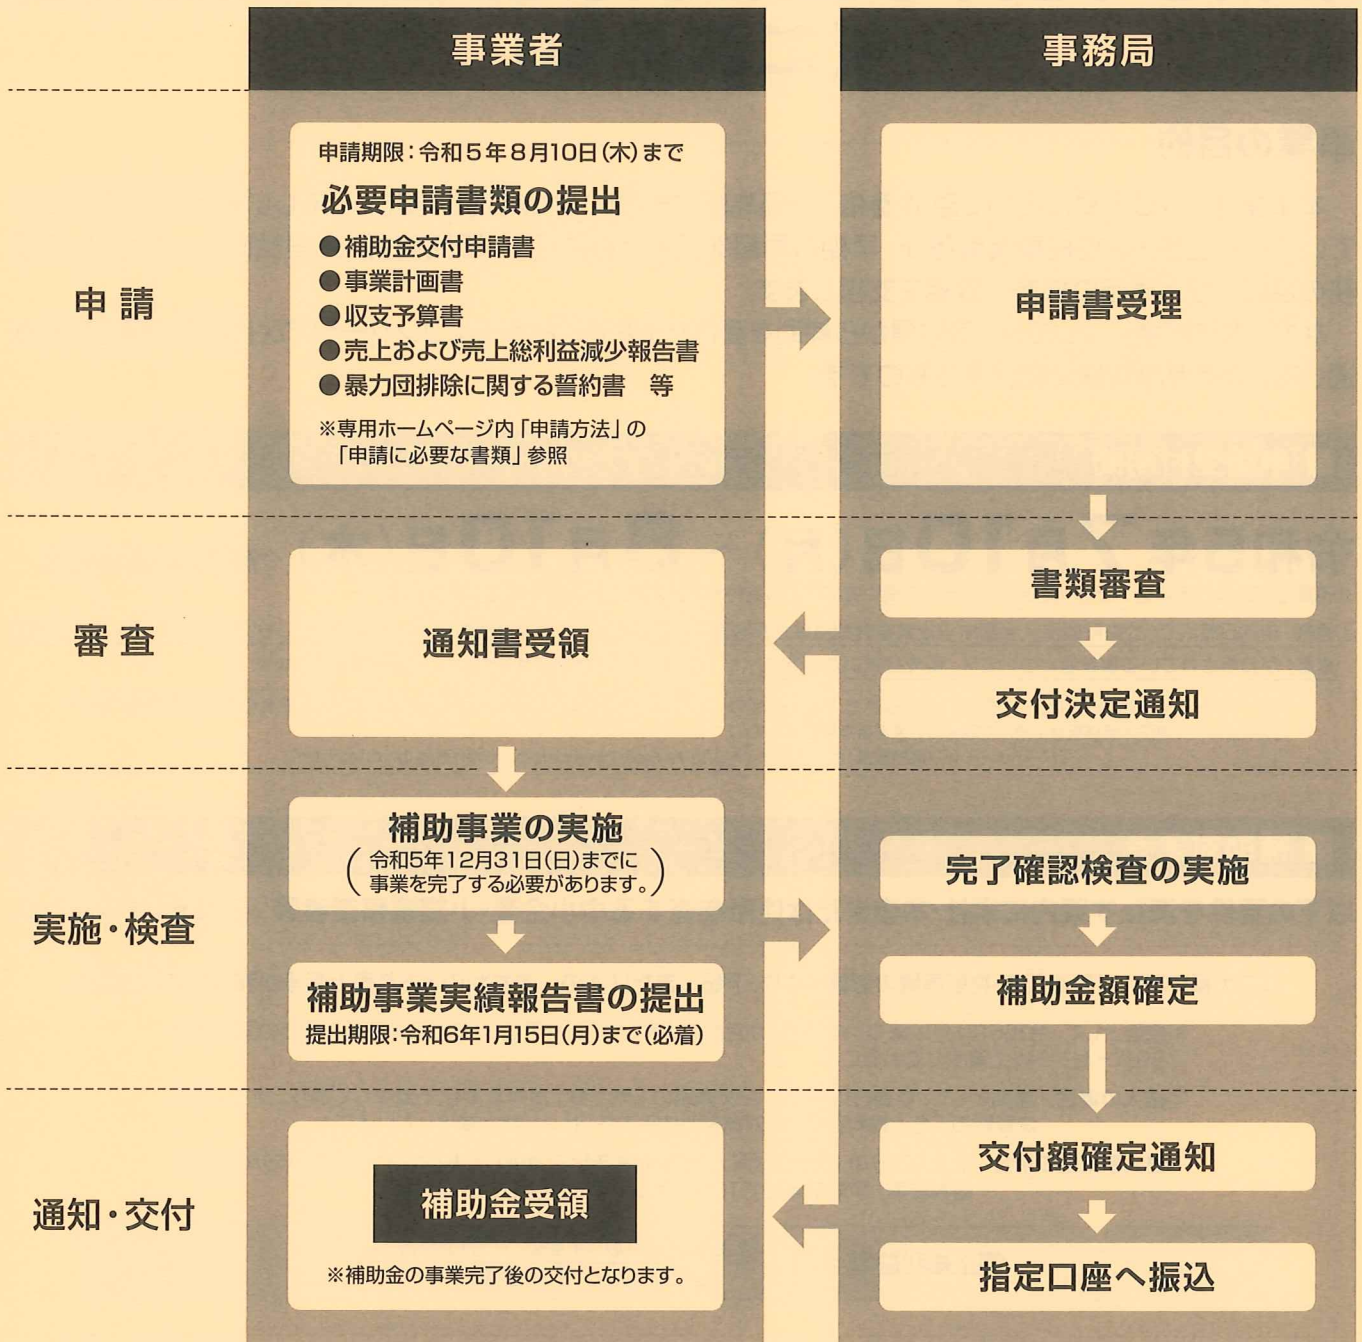 事業者
事務局
申請
申請期限：令和5年8月10日（木）まで
必要申請書類の提出
●補助金交付申請書
●事業計画書
●収支予算書
●売上および売上総利益減少報告書
●暴力団排除に関する誓約書　等
※専用ホームページ内「申請方法」の
「申請に必要な書類」参照
申請書受理
審査
通知書受領
書類審査
交付決定通知
実施・検査
補助事業の実施
（令和5年12月31日(日)までに
事業を完了する必要があります。）
補助事業実績報告書の提出
提出期限：令和6年1月15日(月)まで(必着)
完了確認検査の実施
補助金額確定
通知・交付
補助金受領
※補助金の事業完了後の交付となります。
交付額確定通知
指定口座へ振込